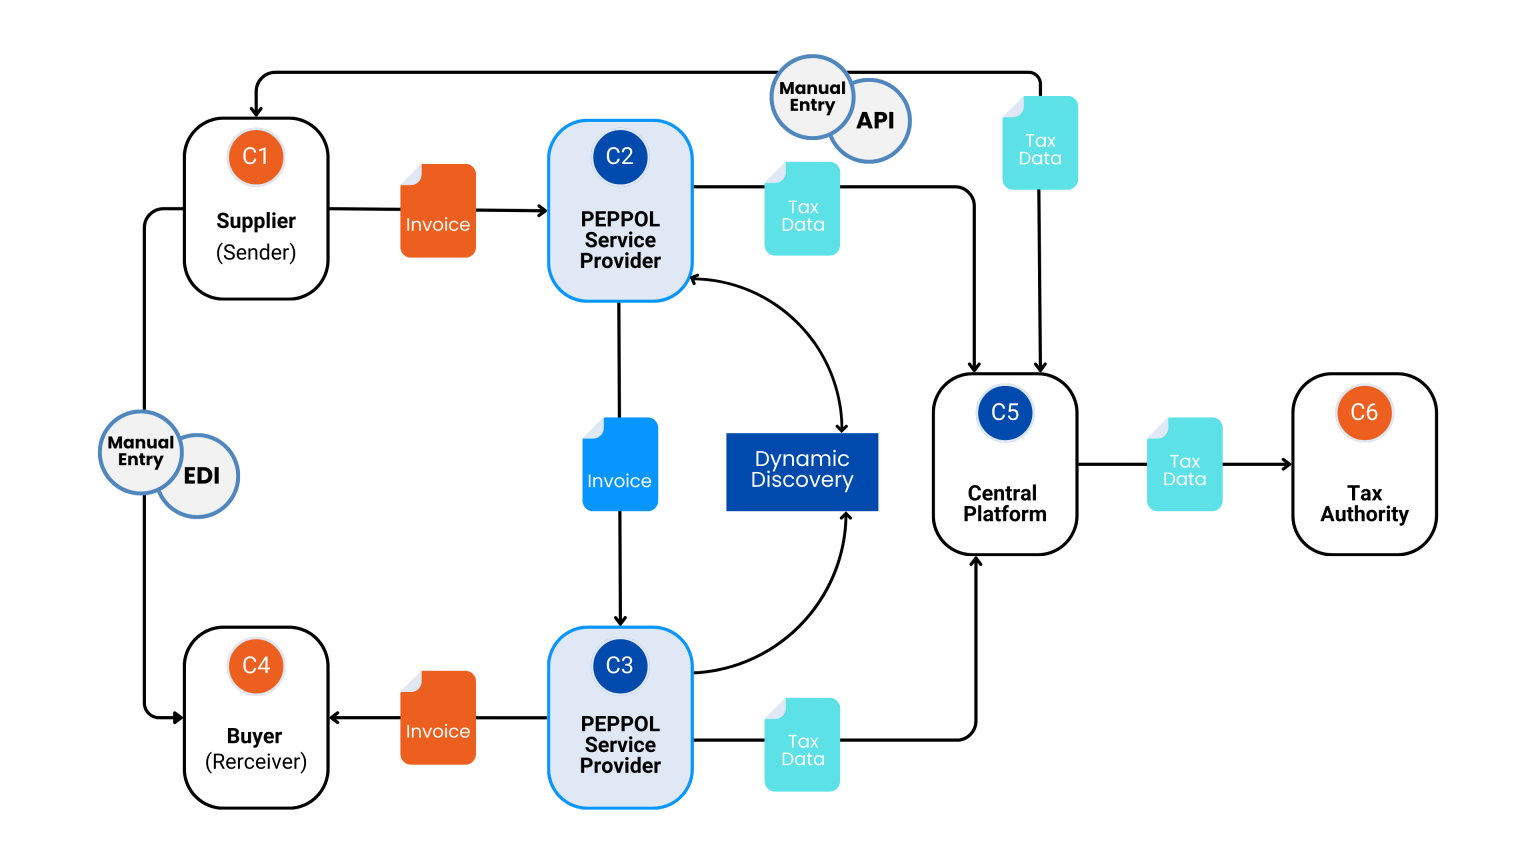 Manual
Entry
API
Tax
Data
C1
Supplier
(Sender)
Invoice
C2
PEPPOL
Service
Provider
Tax
Data
Manual
Entry
EDI
Invoice
Dynamic
Discovery
C5
Central
Platform
Tax
Data
C6
Tax
Authority
C4
Buyer
(Rerceiver)
Invoice
C3
PEPPOL
Service
Provider
Tax
Data